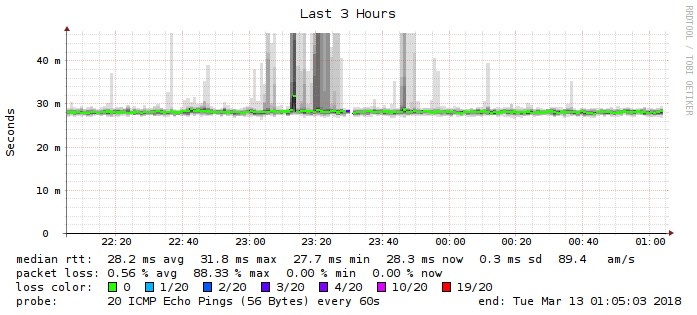 Last 3 Hours
RRDTOOL / TOBI OETIKER
Seconds
40 m
30 m
20 m
10 m
0
22:20 22:40 23:00 23:20 23:40 00:00 00:20 00:40 01:00
median rtt: 28.2 ms avg 31.8 ms max 27.7 ms min 28.3 ms now 0.3 ms sd 89.4 am/s
packet loss: 0.56 % avg 88.33 % max 0.00 % min 0.00 % now
loss color: 0 1/20 2/20 3/20 4/20 10/20 19/20
probe: 20 ICMP Echo Pings (56 Bytes) every 60s end: Tue Mar 13 01:05:03 2018